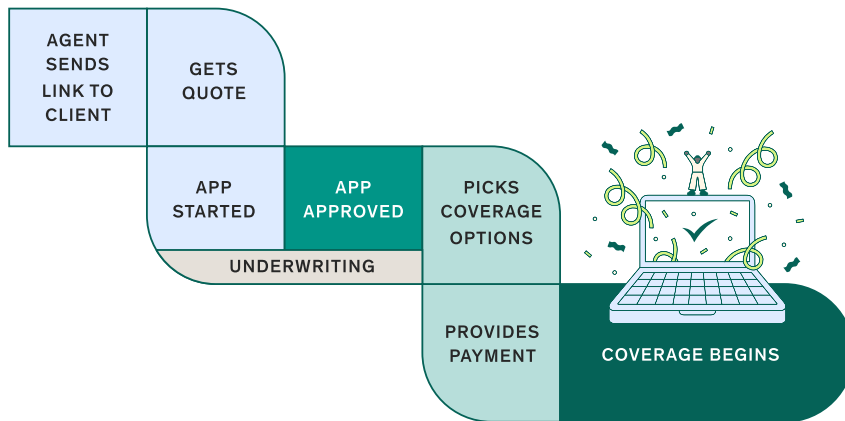 AGENT
SENDS
LINK TO
CLIENT
GETS
QUOTE
APP
STARTED
APP
APPROVED
UNDERWRITING
PICKS
COVERAGE
OPTIONS
PROVIDES
PAYMENT
COVERAGE BEGINS